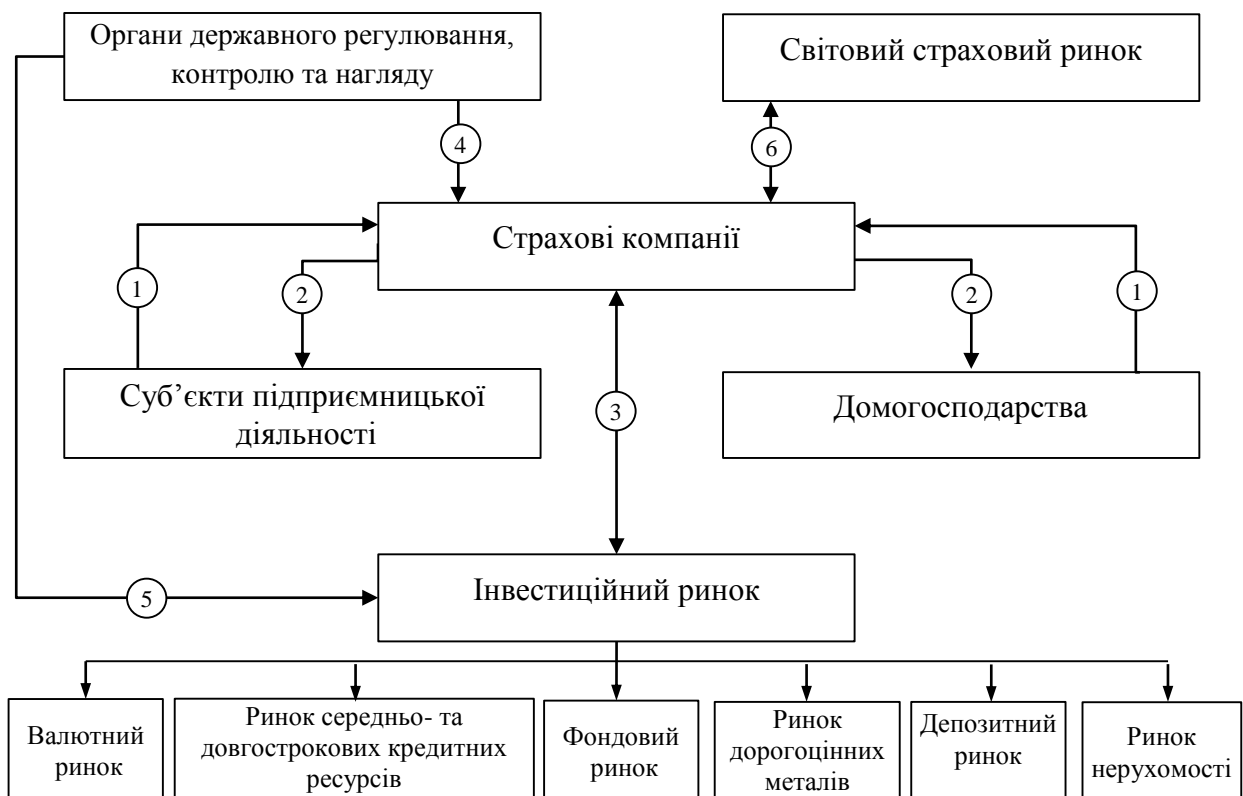 Органи державного регулювання,
контролю та нагляду
Світовий страховий ринок
4
6
Страхові компанії
1
2
2
1
Суб’єкти підприємницької
діяльності
3
Домогосподарства
Інвестиційний ринок
5
Валютний
ринок
Ринок середньо- та
довгострокових кредитних
ресурсів
Фондовий
ринок
Ринок
дорогоцінних
металів
Депозитний
ринок
Ринок
нерухомості